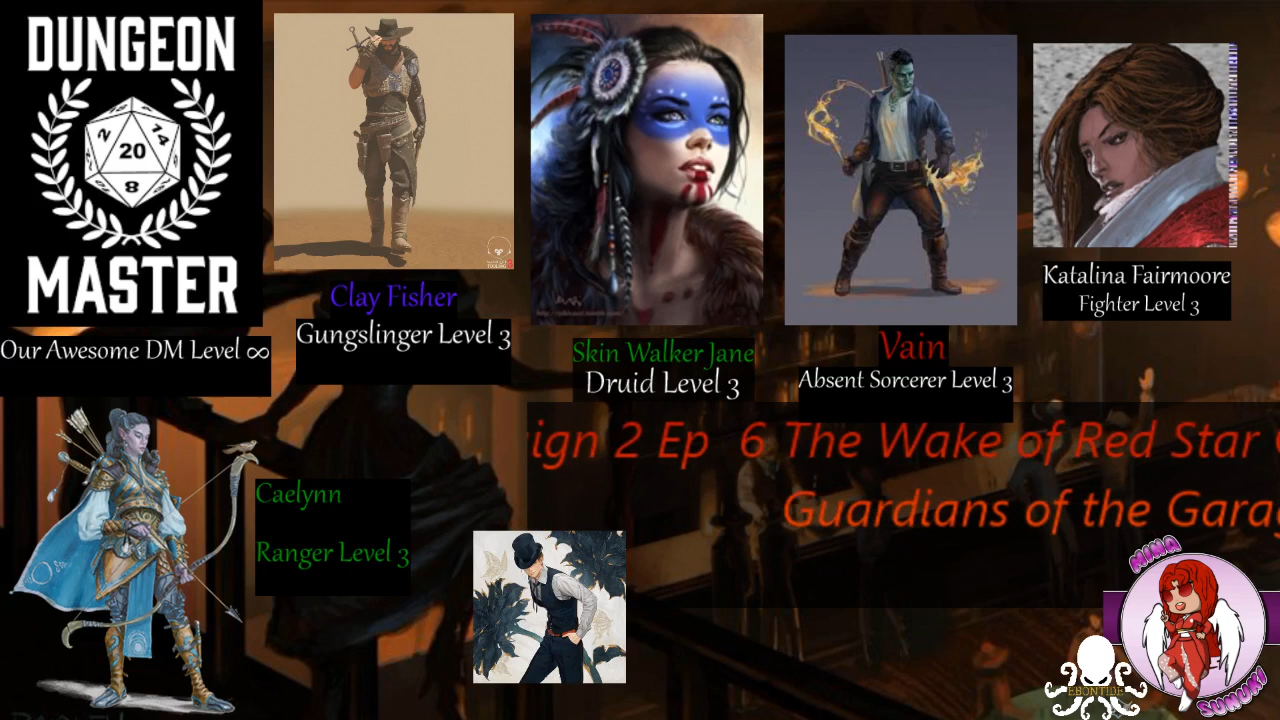 DUNGEON
20
2
14
8
MASTER
Our Awesome DM Level ∞
Clay Fisher
Gungslinger Level 3
Skin Walker Jane
Druid Level 3
Vain
Absent Sorcerer Level 3
Katalina Fairmoore
Fighter Level 3
Caelynn
Ranger Level 3
ign 2 Ep 6 The Wake of Red Star
Guardians of the Gara
EBONTIDE
NINA
SUZUKI